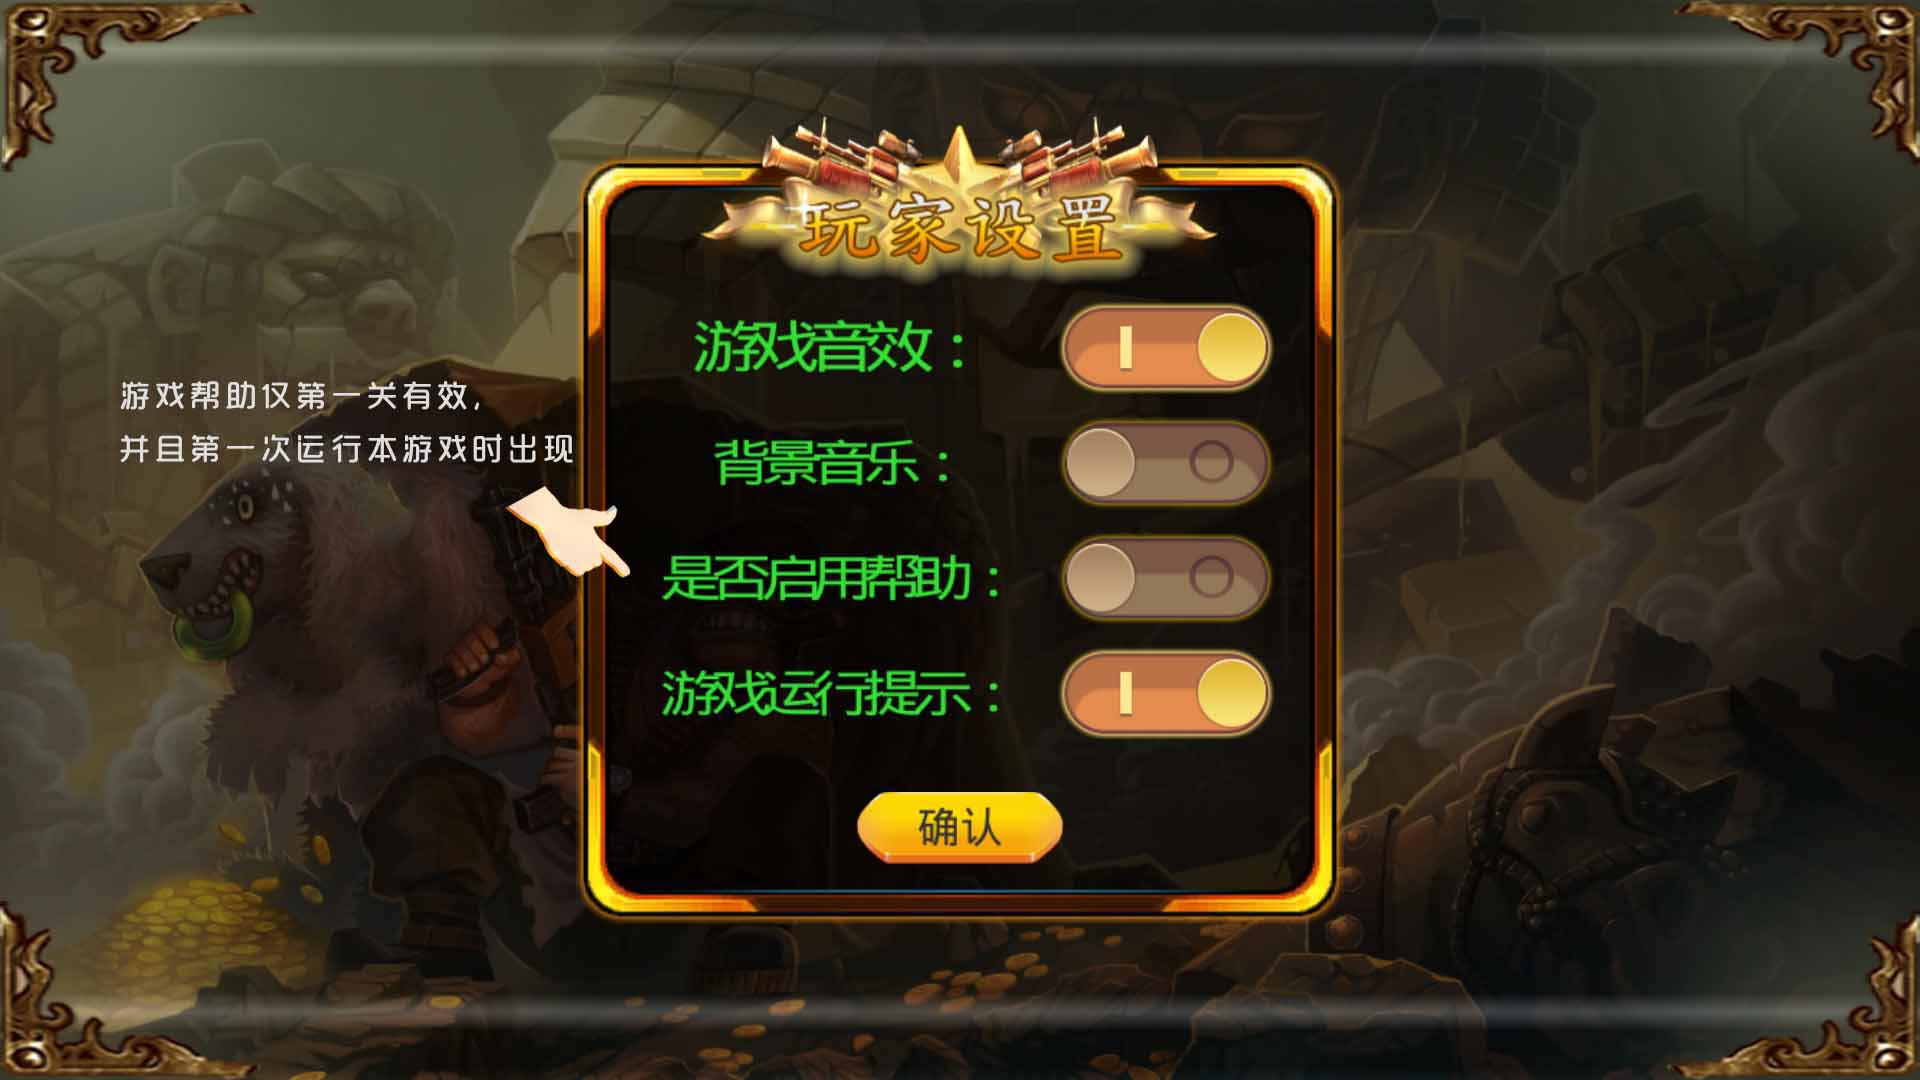 玩家设置
游戏音效：
游戏帮助仅第一关有效,
并且第一次运行本游戏时出现
背景音乐：
是否启用帮助：
游戏运行提示：
确认